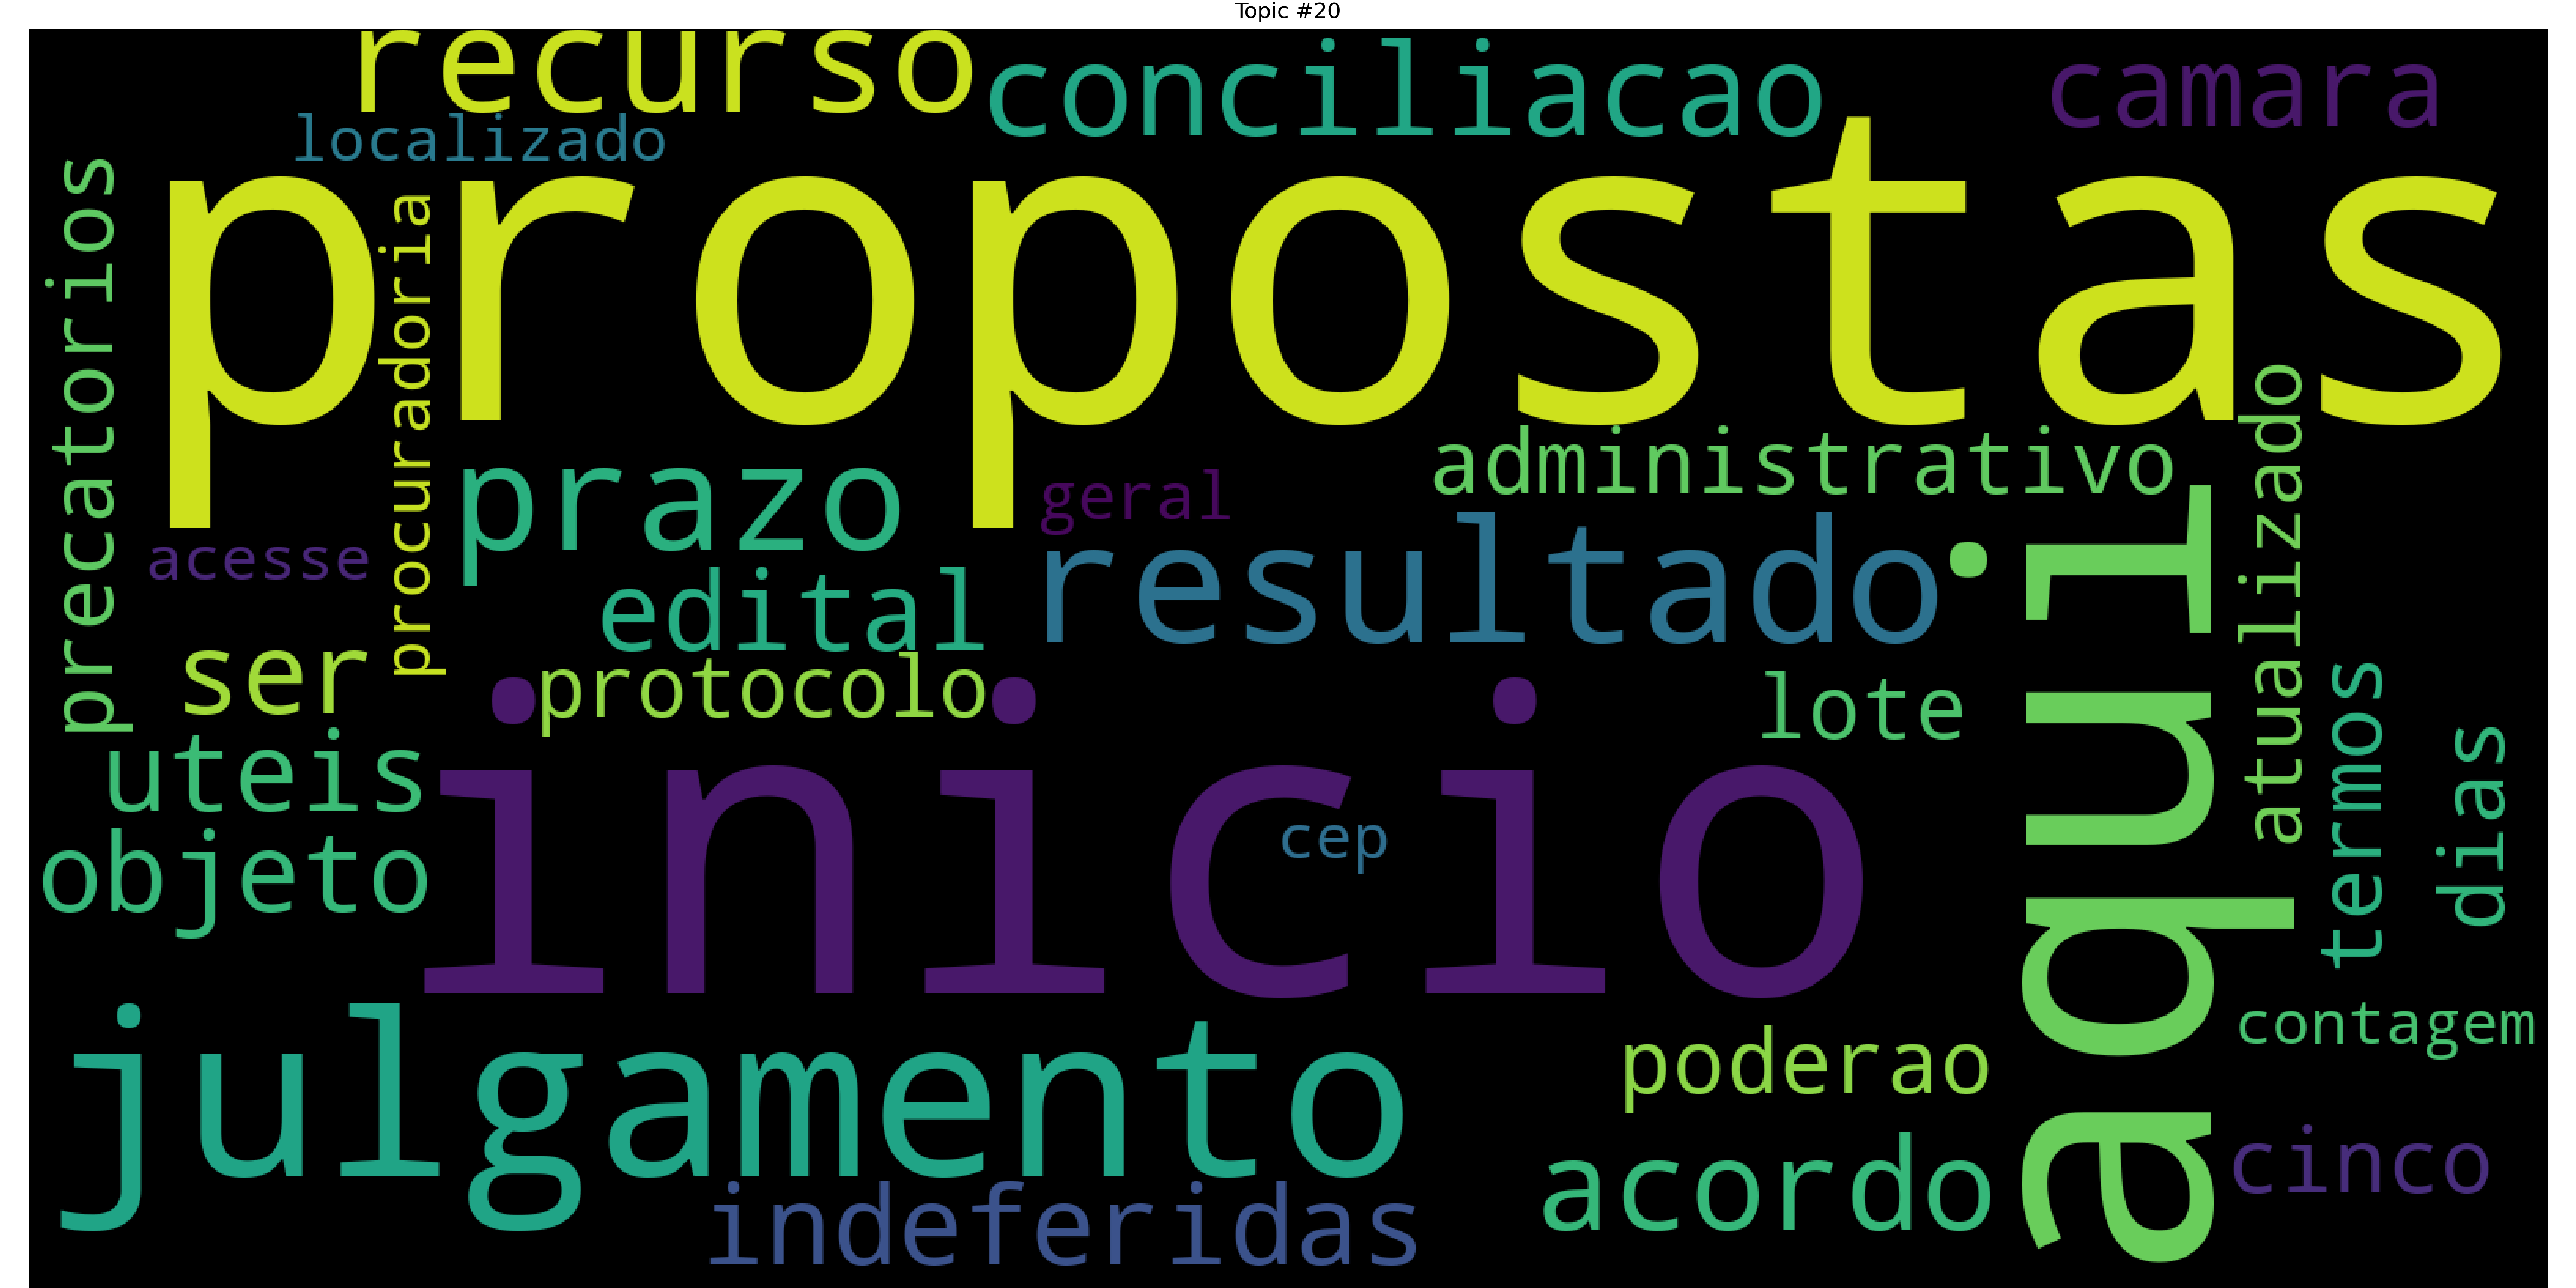 Topic #20
recurso
conciliacao
camara
localizado
propostas
precatorios
procuradoria
administrativo
prazo
geral
atualizado
resultado
aqui
acesse
edital
ser
protocolo
lote
termos
uteis
dias
inicio
cep
objeto
julgamento
contagem
poderao
acordo
cinco
indeferidas